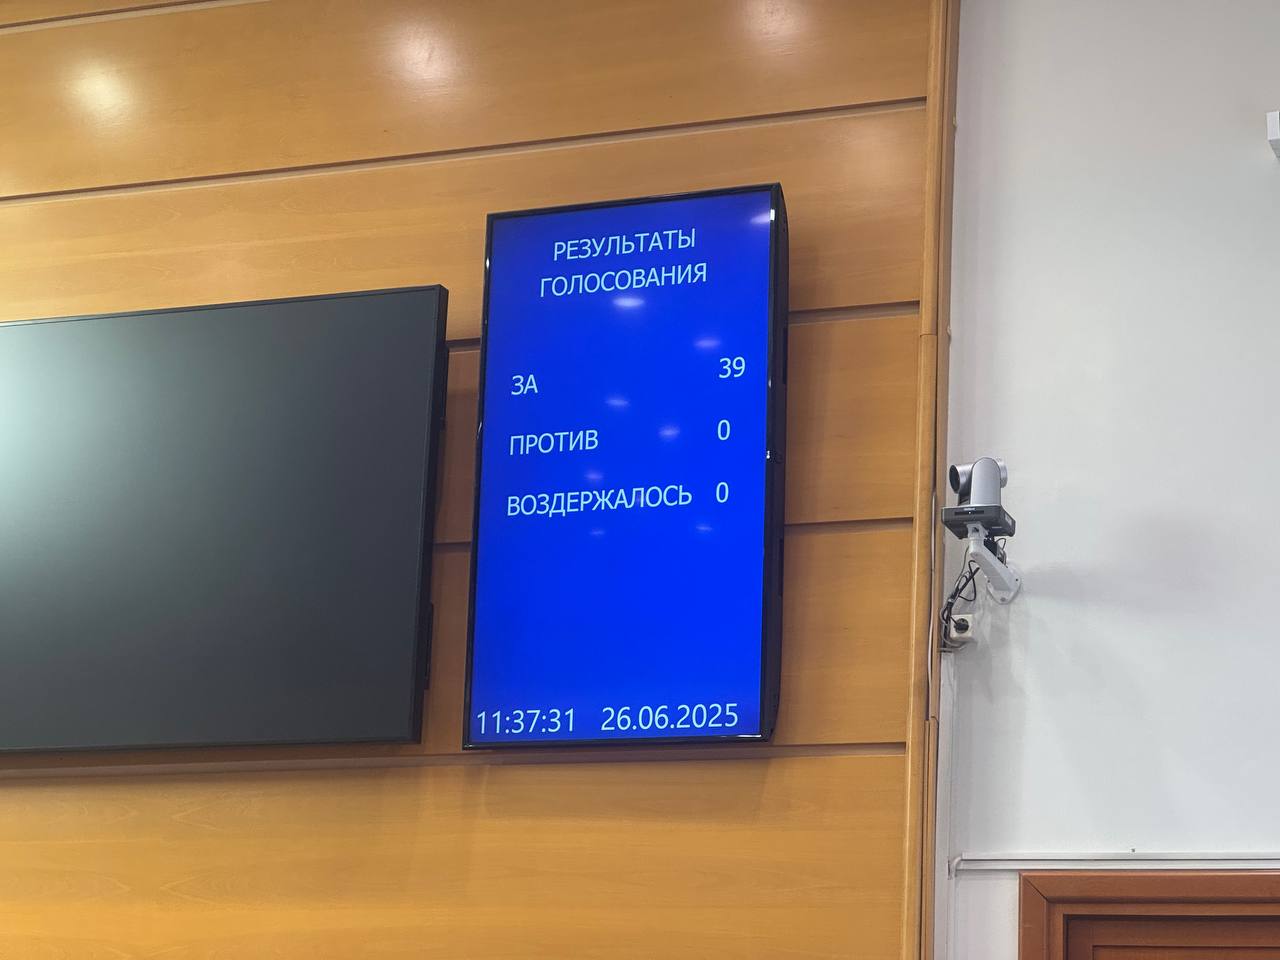 РЕЗУЛЬТАТЫ
ГОЛОСОВАНИЯ
ЗА 39
ПРОТИВ 0
ВОЗДЕРЖАЛОСЬ 0
11:37:31 26.06.2025